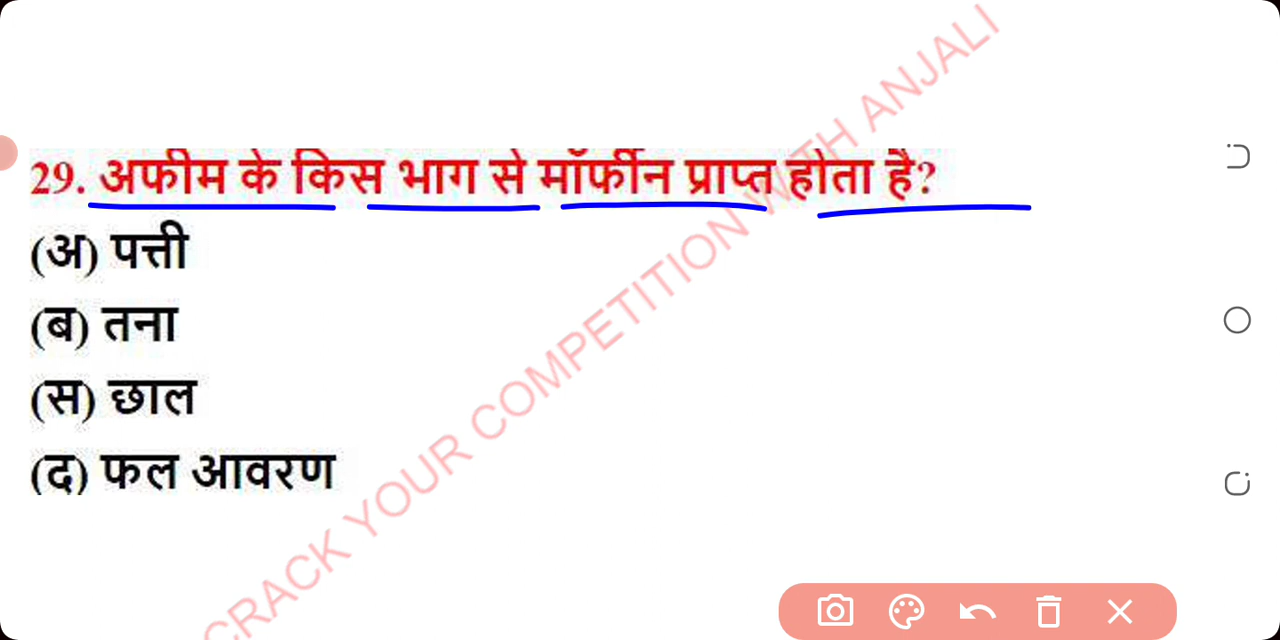 29. अफीम के किस भाग से मॉर्फीन प्राप्त होता है?
(अ) पत्ती
(ब) तना
(स) छाल
(द) फल आवरण
CRACK YOUR COMPETITION WITH ANJALI